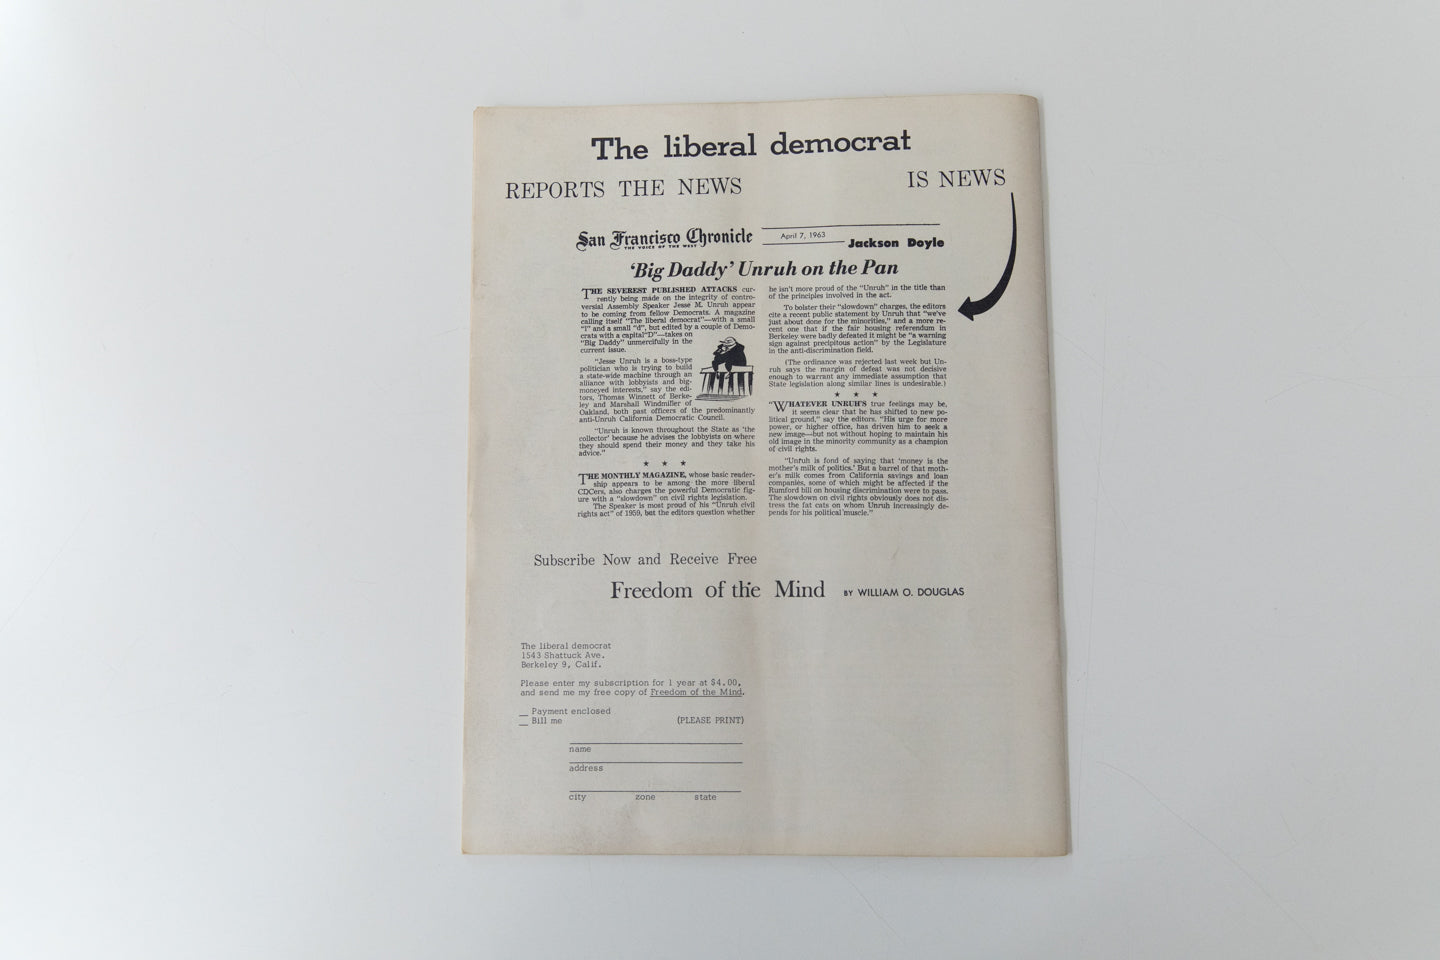 The liberal democrat
REPORTS THE NEWS
IS NEWS
San Francisco Chronicle
THE VOICE OF THE WEST
April 7, 1963
Jackson Doyle
'Big Daddy' Unruh on the Pan
THE SEVEREST PUBLISHED ATTACKS cur-
rently being made on the integrity of contro-
versial Assembly Speaker Jesse M. Unruh appear
to be coming from fellow Democrats. A magazine
calling itself "The liberal democrat"—with a small
"l" and a small "d", but edited by a couple of Demo-
crats with a capital "D"—takes on
"Big Daddy" unmercifully in the
current issue.
"Jesse Unruh is a boss-type
politician who is trying to build
a state-wide machine through an
alliance with lobbyists and big-
moneyed interests," say the edi-
tors, Thomas Winnett of Berke-
ley and Marshall Windmiller of
Oakland, both past officers of the predominantly
anti-Unruh California Democratic Council.
"Unruh is known throughout the State as 'the
collector' because he advises the lobbyists on where
they should spend their money and they take his
advice."
★ ★ ★
THE MONTHLY MAGAZINE, whose basic reader-
ship appears to be among the more liberal
CDCers, also charges the powerful Democratic fig-
ure with a "slowdown" on civil rights legislation.
The Speaker is most proud of his "Unruh civil
rights act" of 1959, but the editors question whether
he isn't more proud of the "Unruh" in the title than
of the principles involved in the act.
To bolster their "slowdown" charges, the editors
cite a recent public statement by Unruh that "we've
just about done for the minorities," and a more re-
cent one that if the fair housing referendum in
Berkeley were badly defeated it might be "a warning
sign against precipitous action" by the Legislature
in the anti-discrimination field.
(The ordinance was rejected last week but Un-
ruh says the margin of defeat was not decisive
enough to warrant any immediate assumption that
State legislation along similar lines is undesirable.)
★ ★ ★
"WHATEVER UNRUH'S true feelings may be,
it seems clear that he has shifted to new po-
litical ground," say the editors. "His urge for more
power, or higher office, has driven him to seek a
new image—but not without hoping to maintain his
old image in the minority community as a champion
of civil rights.
"Unruh is fond of saying that 'money is the
mother's milk of politics.' But a barrel of that moth-
er's milk comes from California savings and loan
companies, some of which might be affected if the
Rumford bill on housing discrimination were to pass.
The slowdown on civil rights obviously does not dis-
tress the fat cats on whom Unruh increasingly de-
pends for his political muscle."
Subscribe Now and Receive Free
Freedom of the Mind BY WILLIAM O. DOUGLAS
The liberal democrat
1543 Shattuck Ave.
Berkeley 9, Calif.
Please enter my subscription for 1 year at $4.00,
and send me my free copy of Freedom of the Mind.
__ Payment enclosed
__ Bill me (PLEASE PRINT)
name
address
city zone state